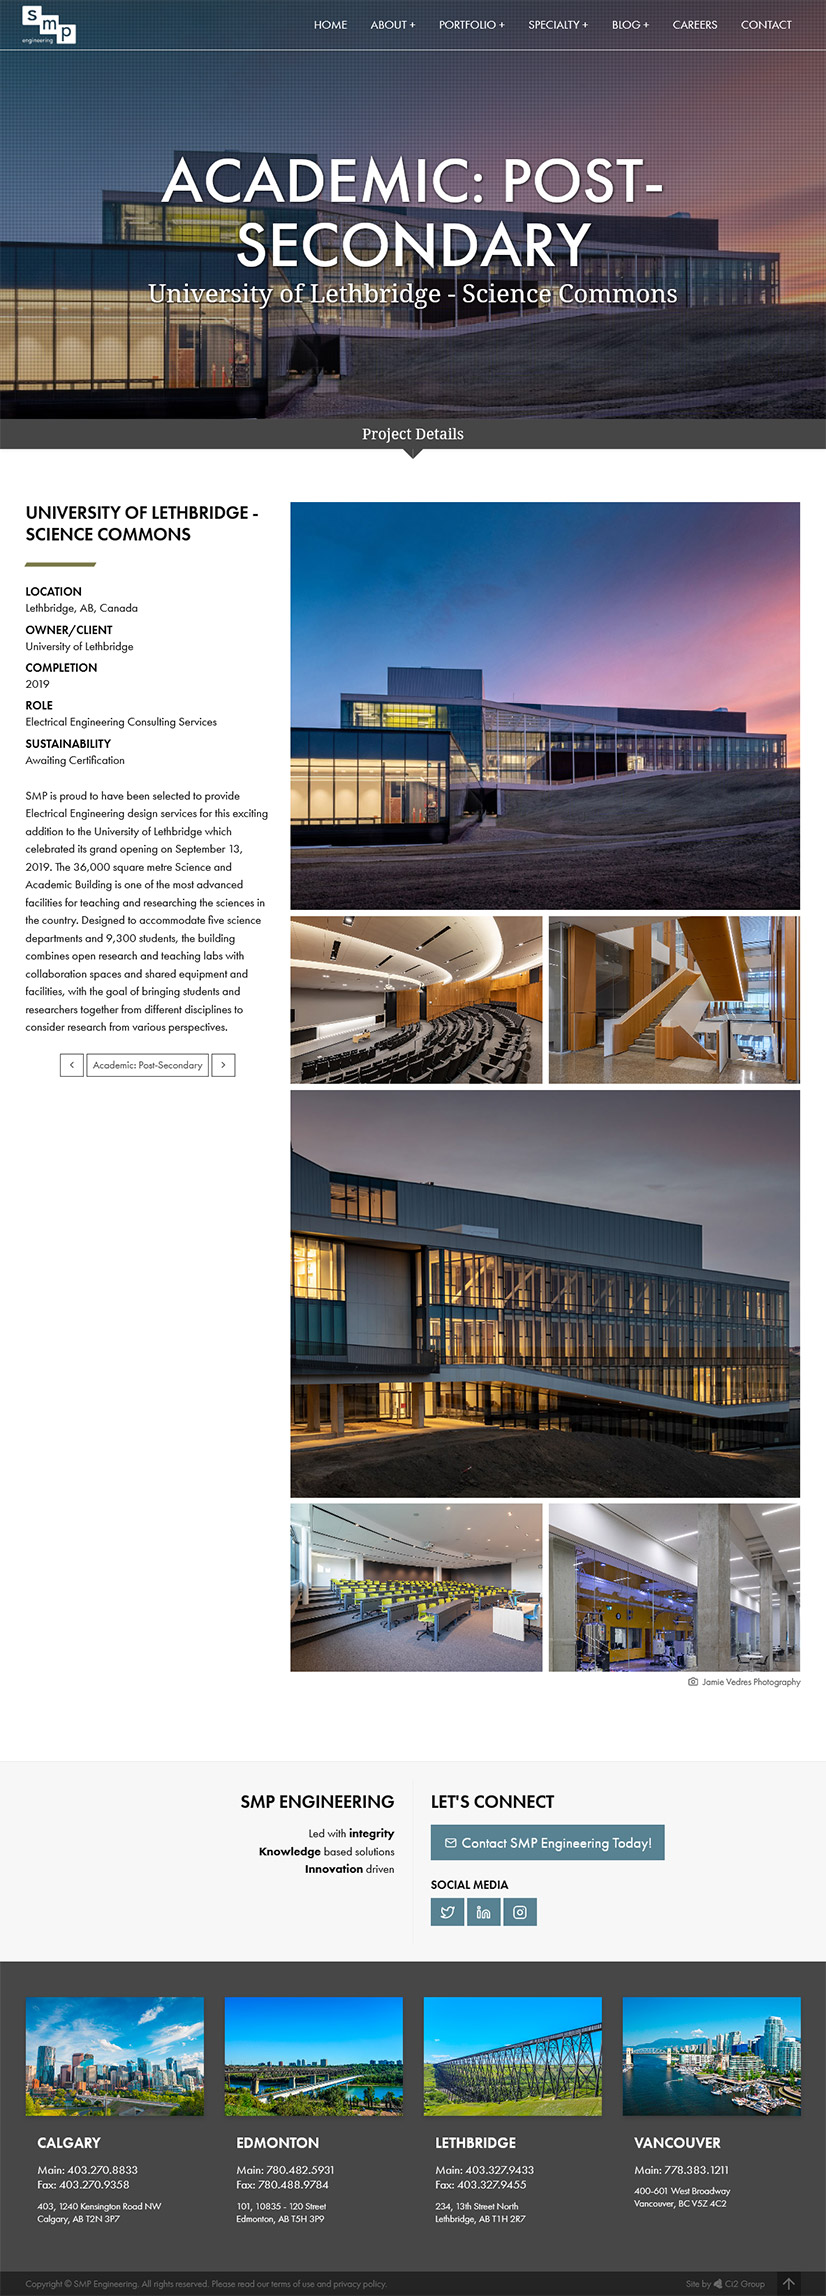 smp
engineering
HOME ABOUT + PORTFOLIO + SPECIALTY + BLOG + CAREERS CONTACT
ACADEMIC: POST-
SECONDARY
University of Lethbridge - Science Commons
Project Details
UNIVERSITY OF LETHBRIDGE -
SCIENCE COMMONS
LOCATION
Lethbridge, AB, Canada
OWNER/CLIENT
University of Lethbridge
COMPLETION
2019
ROLE
Electrical Engineering Consulting Services
SUSTAINABILITY
Awaiting Certification
SMP is proud to have been selected to provide
Electrical Engineering design services for this exciting
addition to the University of Lethbridge which
celebrated its grand opening on September 13,
2019. The 36,000 square metre Science and
Academic Building is one of the most advanced
facilities for teaching and researching the sciences in
the country. Designed to accommodate five science
departments and 9,300 students, the building
combines open research and teaching labs with
collaboration spaces and shared equipment and
facilities, with the goal of bringing students and
researchers together from different disciplines to
consider research from various perspectives.
Academic: Post-Secondary
Jamie Vedres Photography
SMP ENGINEERING
Led with integrity
Knowledge based solutions
Innovation driven
LET'S CONNECT
Contact SMP Engineering Today!
SOCIAL MEDIA
CALGARY
Main: 403.270.8833
Fax: 403.270.9358
403, 1240 Kensington Road NW
Calgary, AB T2N 3P7
EDMONTON
Main: 780.482.5931
Fax: 780.488.9784
101, 10835 - 120 Street
Edmonton, AB T5H 3P9
LETHBRIDGE
Main: 403.327.9433
Fax: 403.327.9455
234, 13th Street North
Lethbridge, AB T1H 2R7
VANCOUVER
Main: 778.383.1211
400-601 West Broadway
Vancouver, BC V5Z 4C2
Copyright © SMP Engineering. All rights reserved. Please read our terms of use and privacy policy.
Site by Ci2 Group